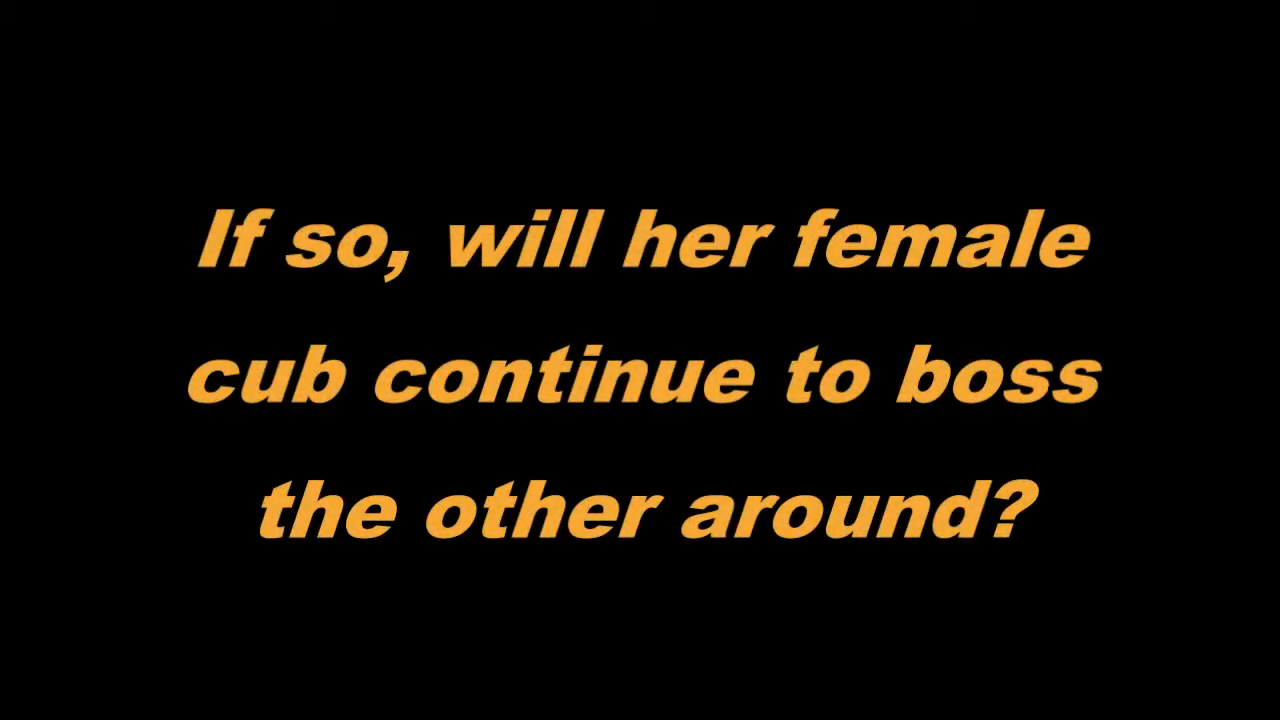 If so, will her female
cub continue to boss
the other around?